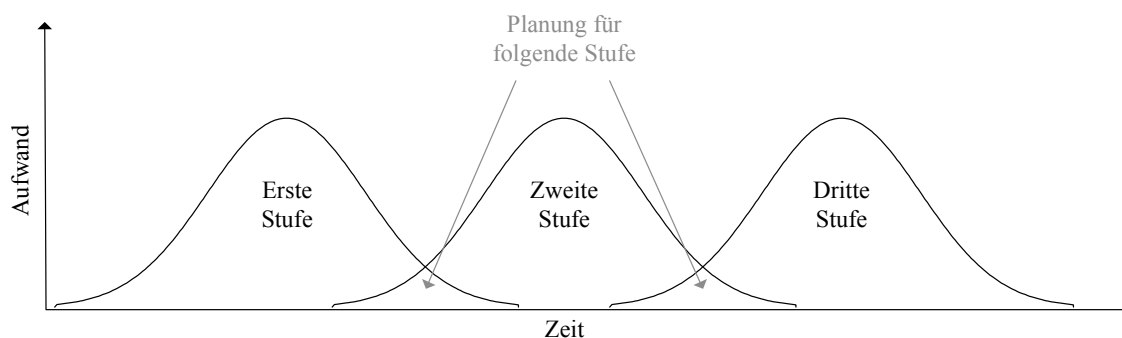 Planung für
folgende Stufe
Aufwand
Erste
Stufe
Zweite
Stufe
Dritte
Stufe
Zeit